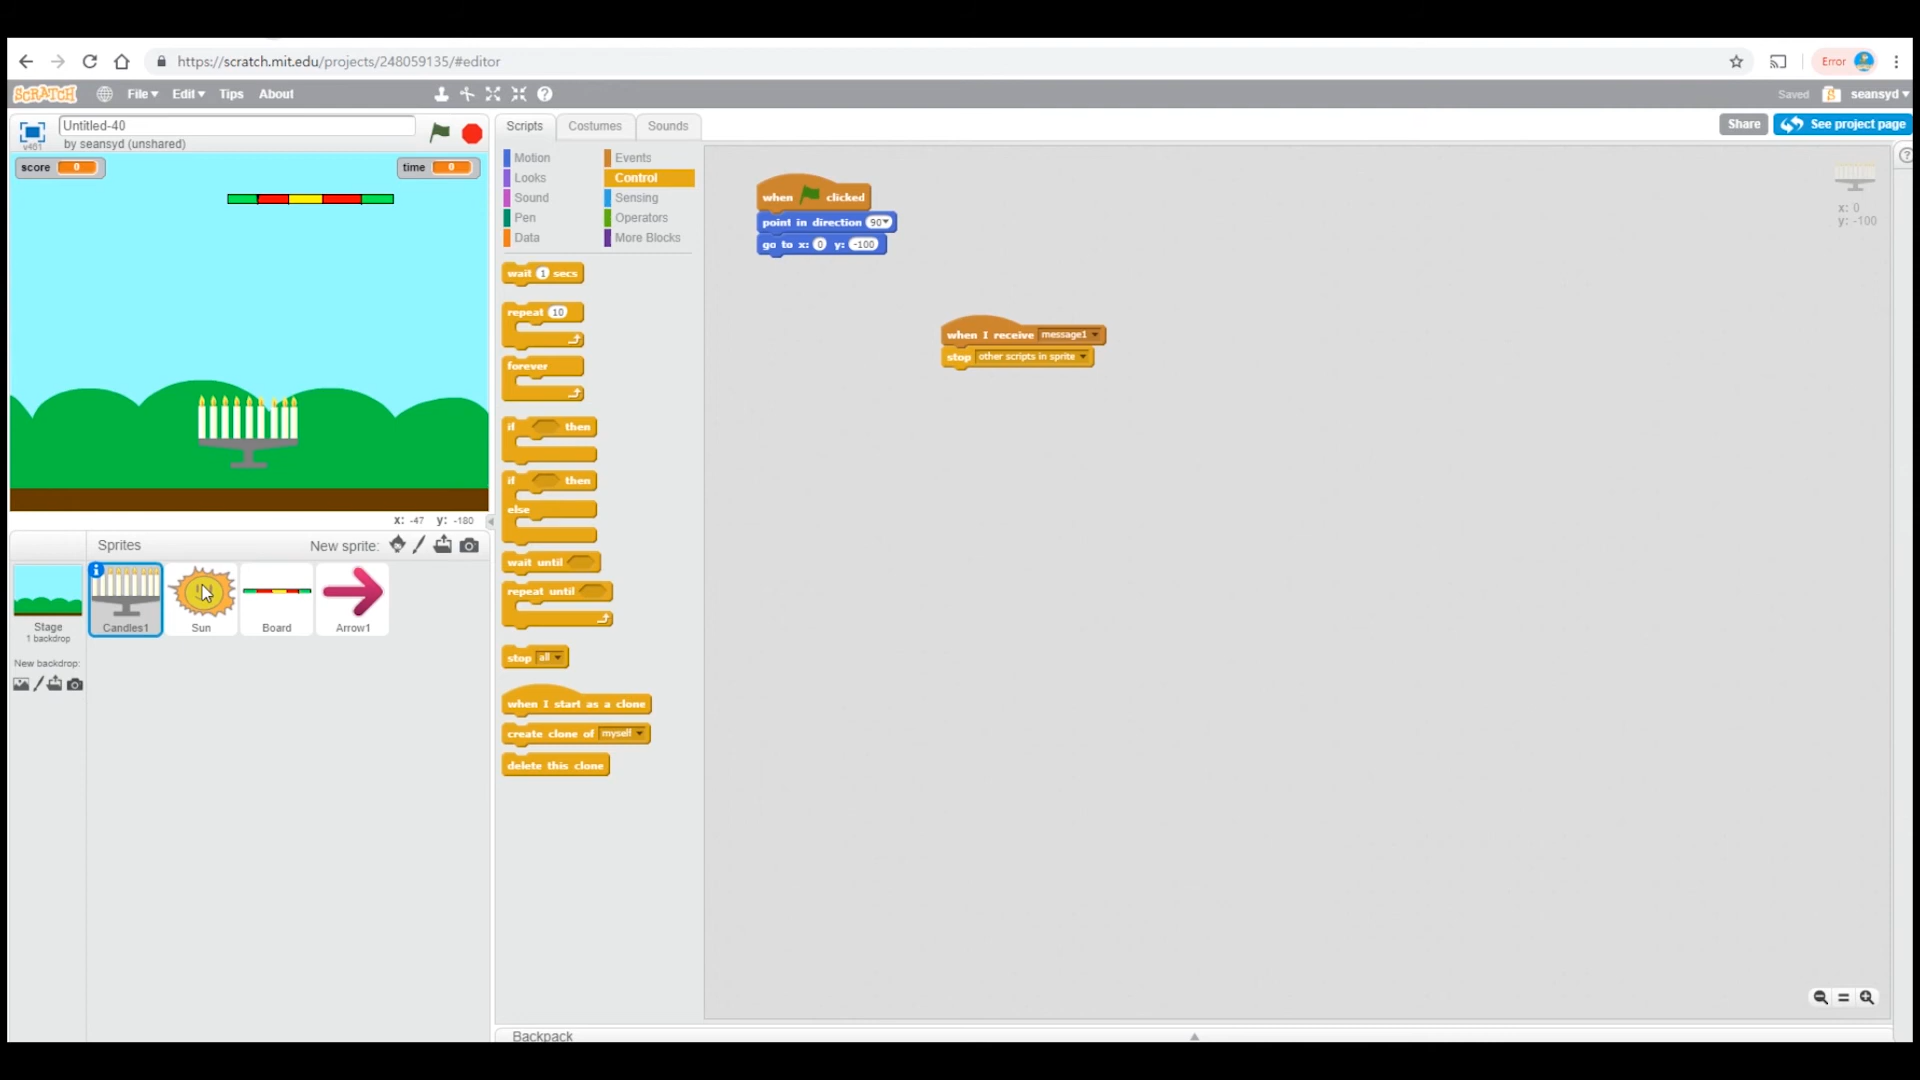 https://scratch.mit.edu/projects/248059135/#editor
Error
SCRATCH
File Edit Tips About
Saved
seansyd
Untitled-40
by seansyd (unshared)
v461
Scripts Costumes Sounds
Share
See project page
score 0
time 0
Motion
Looks
Sound
Pen
Data
Events
Control
Sensing
Operators
More Blocks
wait 1 secs
repeat 10
forever
if then
if then
else
wait until
repeat until
stop all
when I start as a clone
create clone of myself
delete this clone
when clicked
point in direction 90
go to x: 0 y: -100
when I receive message1
stop other scripts in sprite
x: 0
y: -100
x: -47 y: -180
Sprites
New sprite:
Stage
1 backdrop
New backdrop:
Candles1
Sun
Board
Arrow1
Backpack